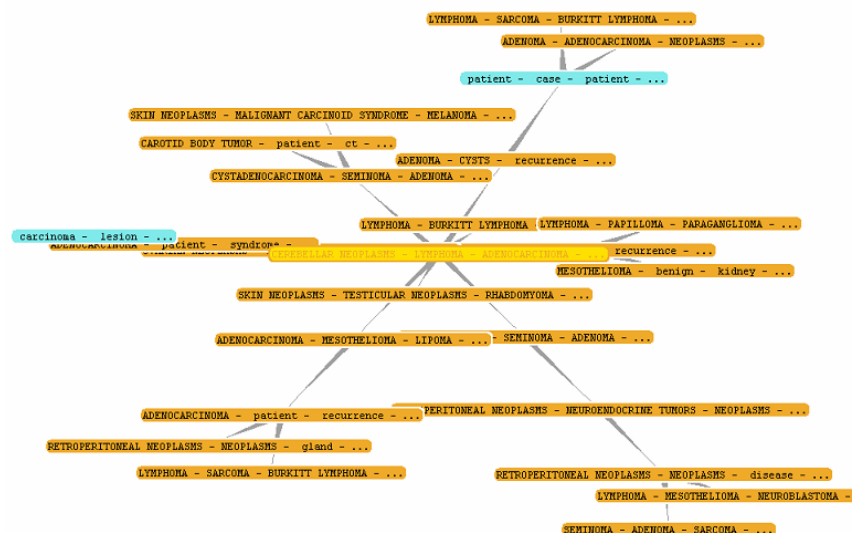 LYMPHOMA - SARCOMA - BURKITT LYMPHOMA - ...
ADENOMA - ADENOCARCINOMA - NEOPLASMS - ...
patient - case - patient - ...
SKIN NEOPLASMS - MALIGNANT CARCINOID SYNDROME - MELANOMA - ...
CAROTID BODY TUMOR - patient - ct - ...
ADENOMA - CYSTS - recurrence - ...
CYSTADENOCARCINOMA - SEMINOMA - ADENOMA - ...
LYMPHOMA - BURKITT LYMPHOMA
LYMPHOMA - PAPILLOMA - PARAGANGLIOMA - ...
carcinoma - lesion - ...
ADENOCARCINOMA - patient - syndrome -
CEREBELLAR NEOPLASMS - LYMPHOMA - ADENOCARCINOMA - ...
recurrence - ...
MESOTHELIOMA - benign - kidney - ...
SKIN NEOPLASMS - TESTICULAR NEOPLASMS - RHABDOMYOMA - ...
ADENOCARCINOMA - MESOTHELIOMA - LIPOMA - ...
- SEMINOMA - ADENOMA - ...
ADENOCARCINOMA - patient - recurrence - ...
PERITONEAL NEOPLASMS - NEUROENDOCRINE TUMORS - NEOPLASMS - ...
RETROPERITONEAL NEOPLASMS - NEOPLASMS - gland - ...
LYMPHOMA - SARCOMA - BURKITT LYMPHOMA - ...
RETROPERITONEAL NEOPLASMS - NEOPLASMS - disease - ...
LYMPHOMA - MESOTHELIOMA - NEUROBLASTOMA -
SEMINOMA - ADENOMA - SARCOMA - ...